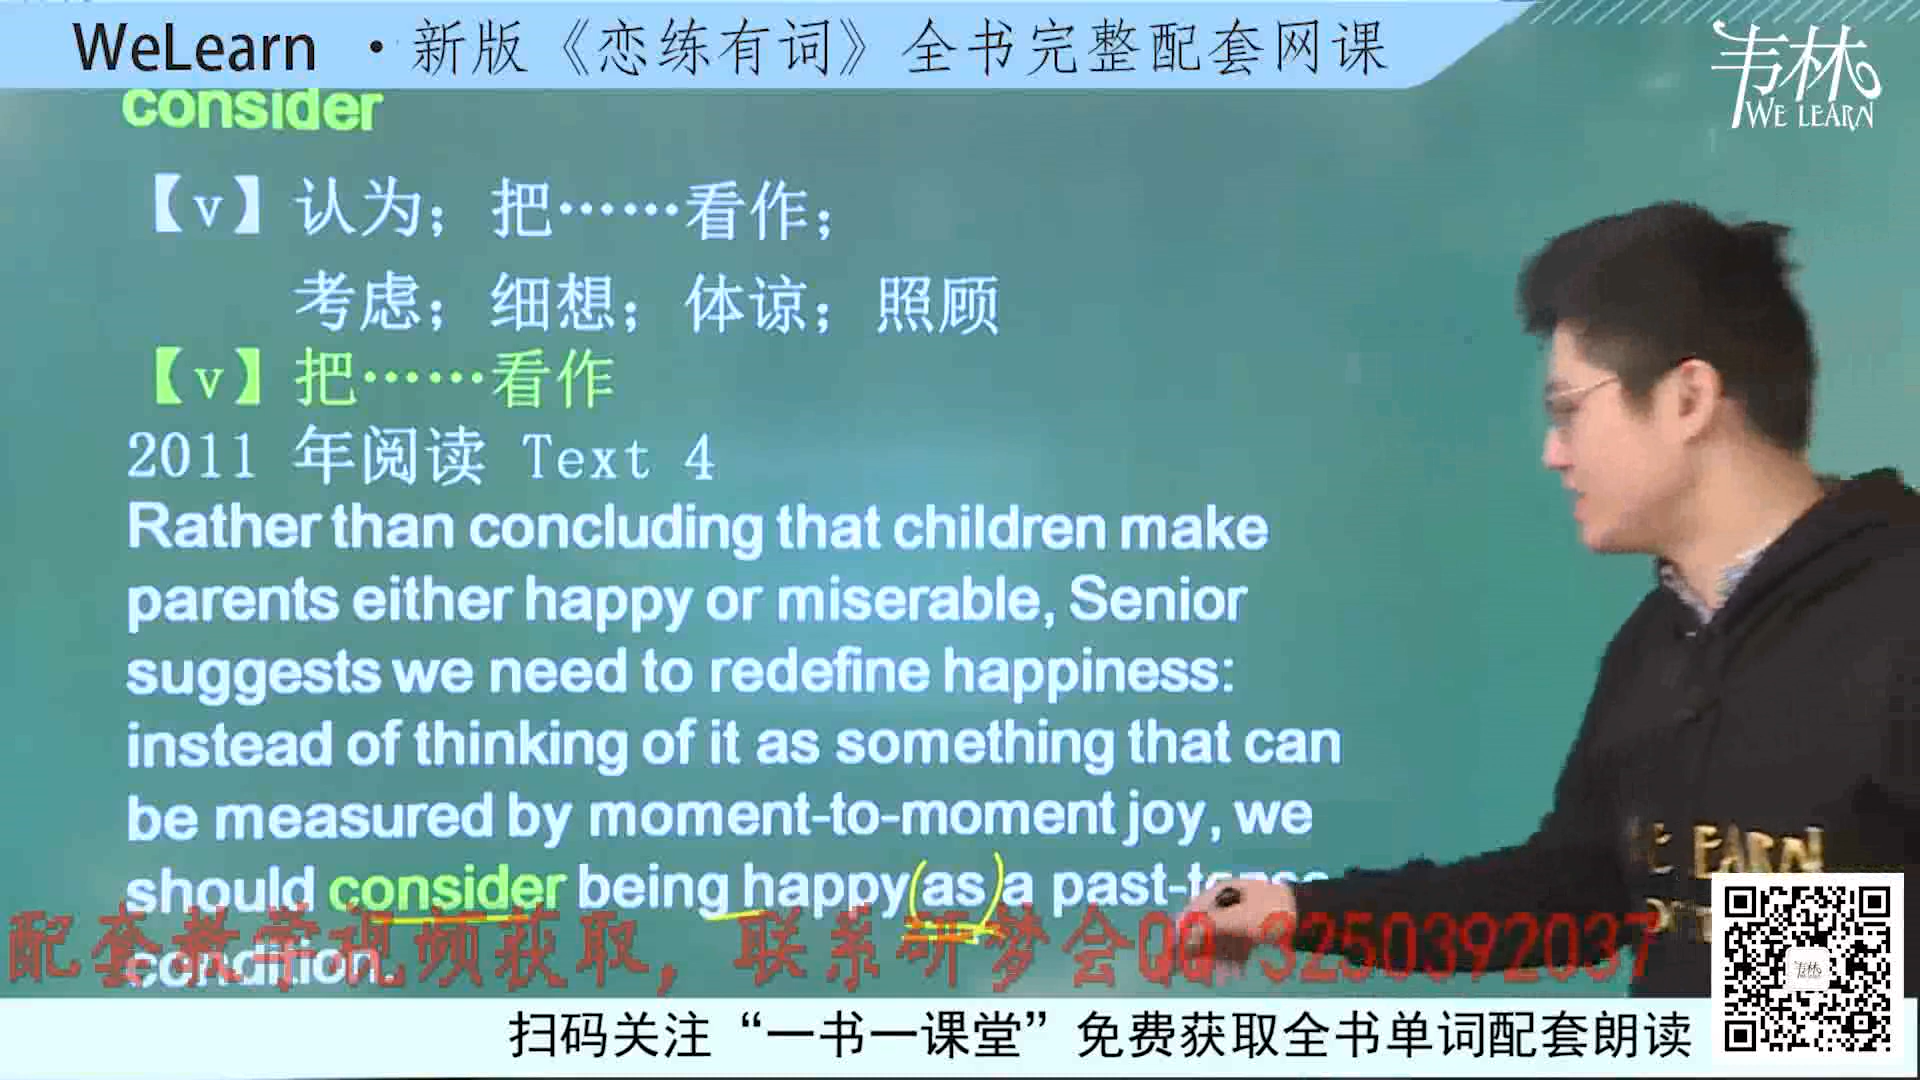 WeLearn ·新版《恋练有词》全书完整配套网课
韦林
WE LEARN
consider
【v】认为；把……看作；
考虑；细想；体谅；照顾
【v】把……看作
2011 年阅读 Text 4
Rather than concluding that children make
parents either happy or miserable, Senior
suggests we need to redefine happiness:
instead of thinking of it as something that can
be measured by moment-to-moment joy, we
should consider being happy (as) a past-tense
condition.
配套教学视频获取，联系研梦会QQ 3250392037
E EARN
韦林
扫码关注“一书一课堂”免费获取全书单词配套朗读